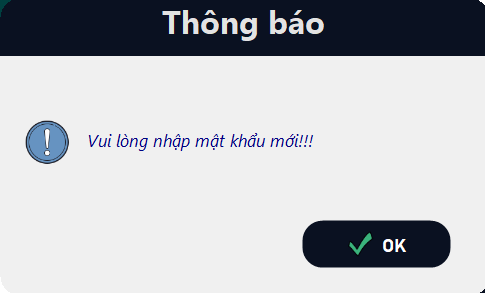 Thông báo
Vui lòng nhập mật khẩu mới!!!
OK